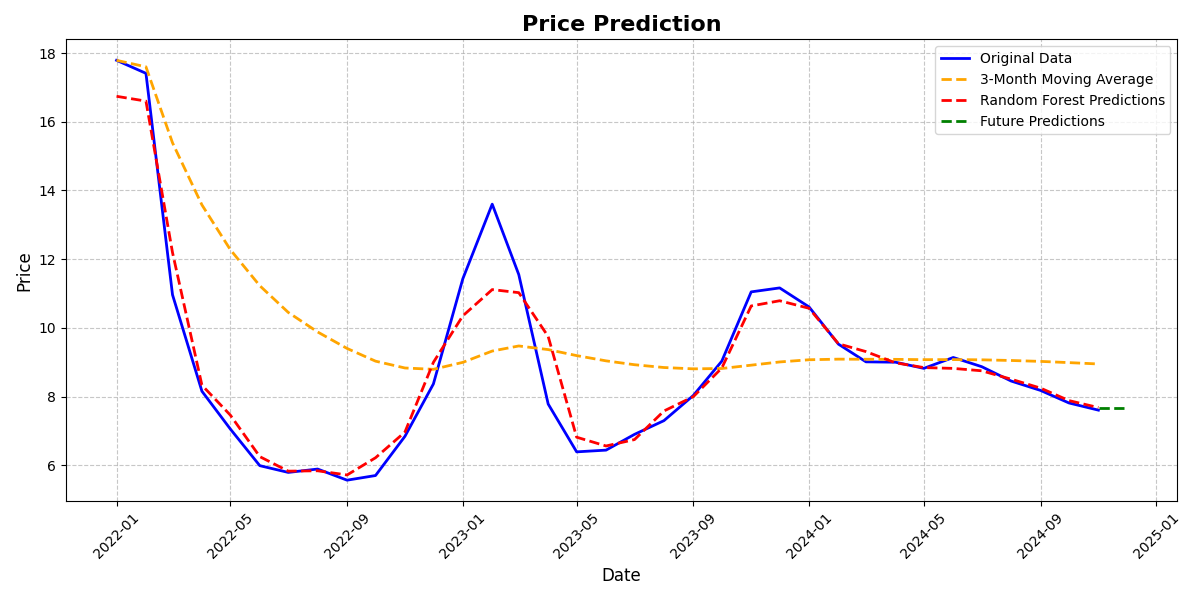 Price Prediction
Original Data
3-Month Moving Average
Random Forest Predictions
Future Predictions
Price
18
16
14
12
10
8
6
2022-01
2022-05
2022-09
2023-01
2023-05
2023-09
2024-01
2024-05
2024-09
2025-01
Date